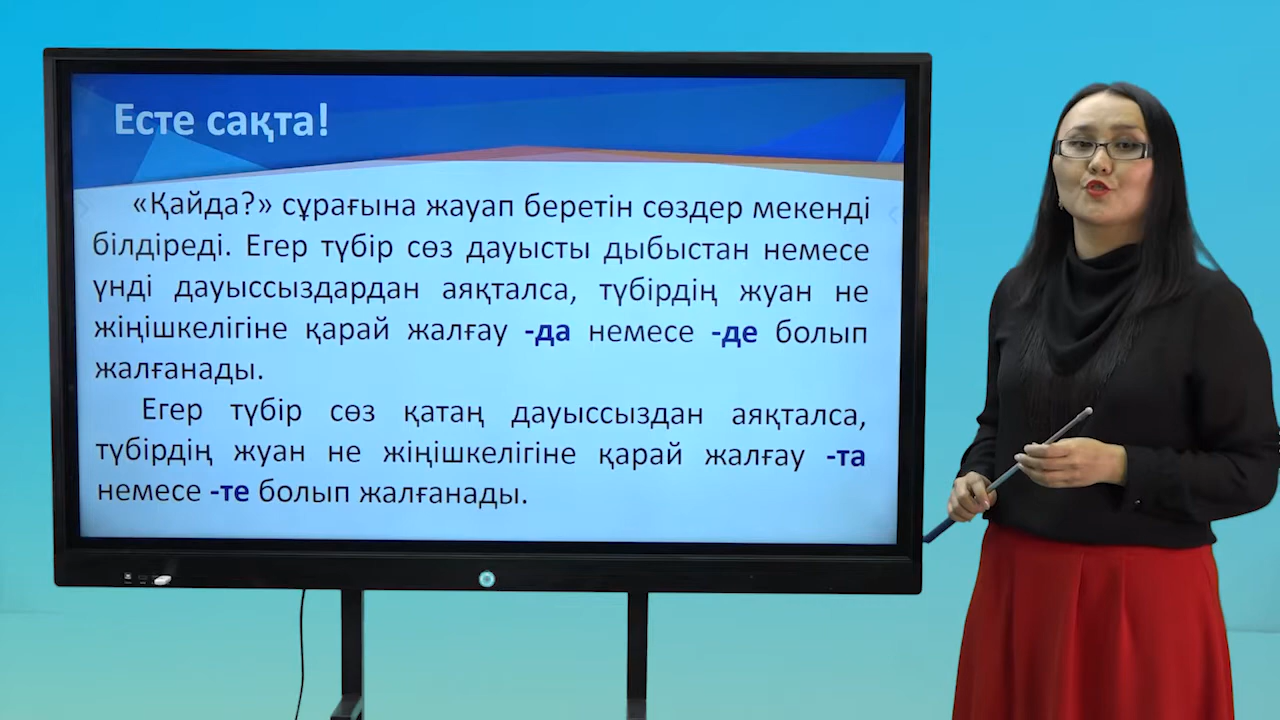 Есте сақта!
«Қайда?» сұрағына жауап беретін сөздер мекенді
білдіреді. Егер түбір сөз дауысты дыбыстан немесе
үнді дауыссыздардан аяқталса, түбірдің жуан не
жіңішкелігіне қарай жалғау -да немесе -де болып
жалғанады.
Егер түбір сөз қатаң дауыссыздан аяқталса,
түбірдің жуан не жіңішкелігіне қарай жалғау -та
немесе -те болып жалғанады.